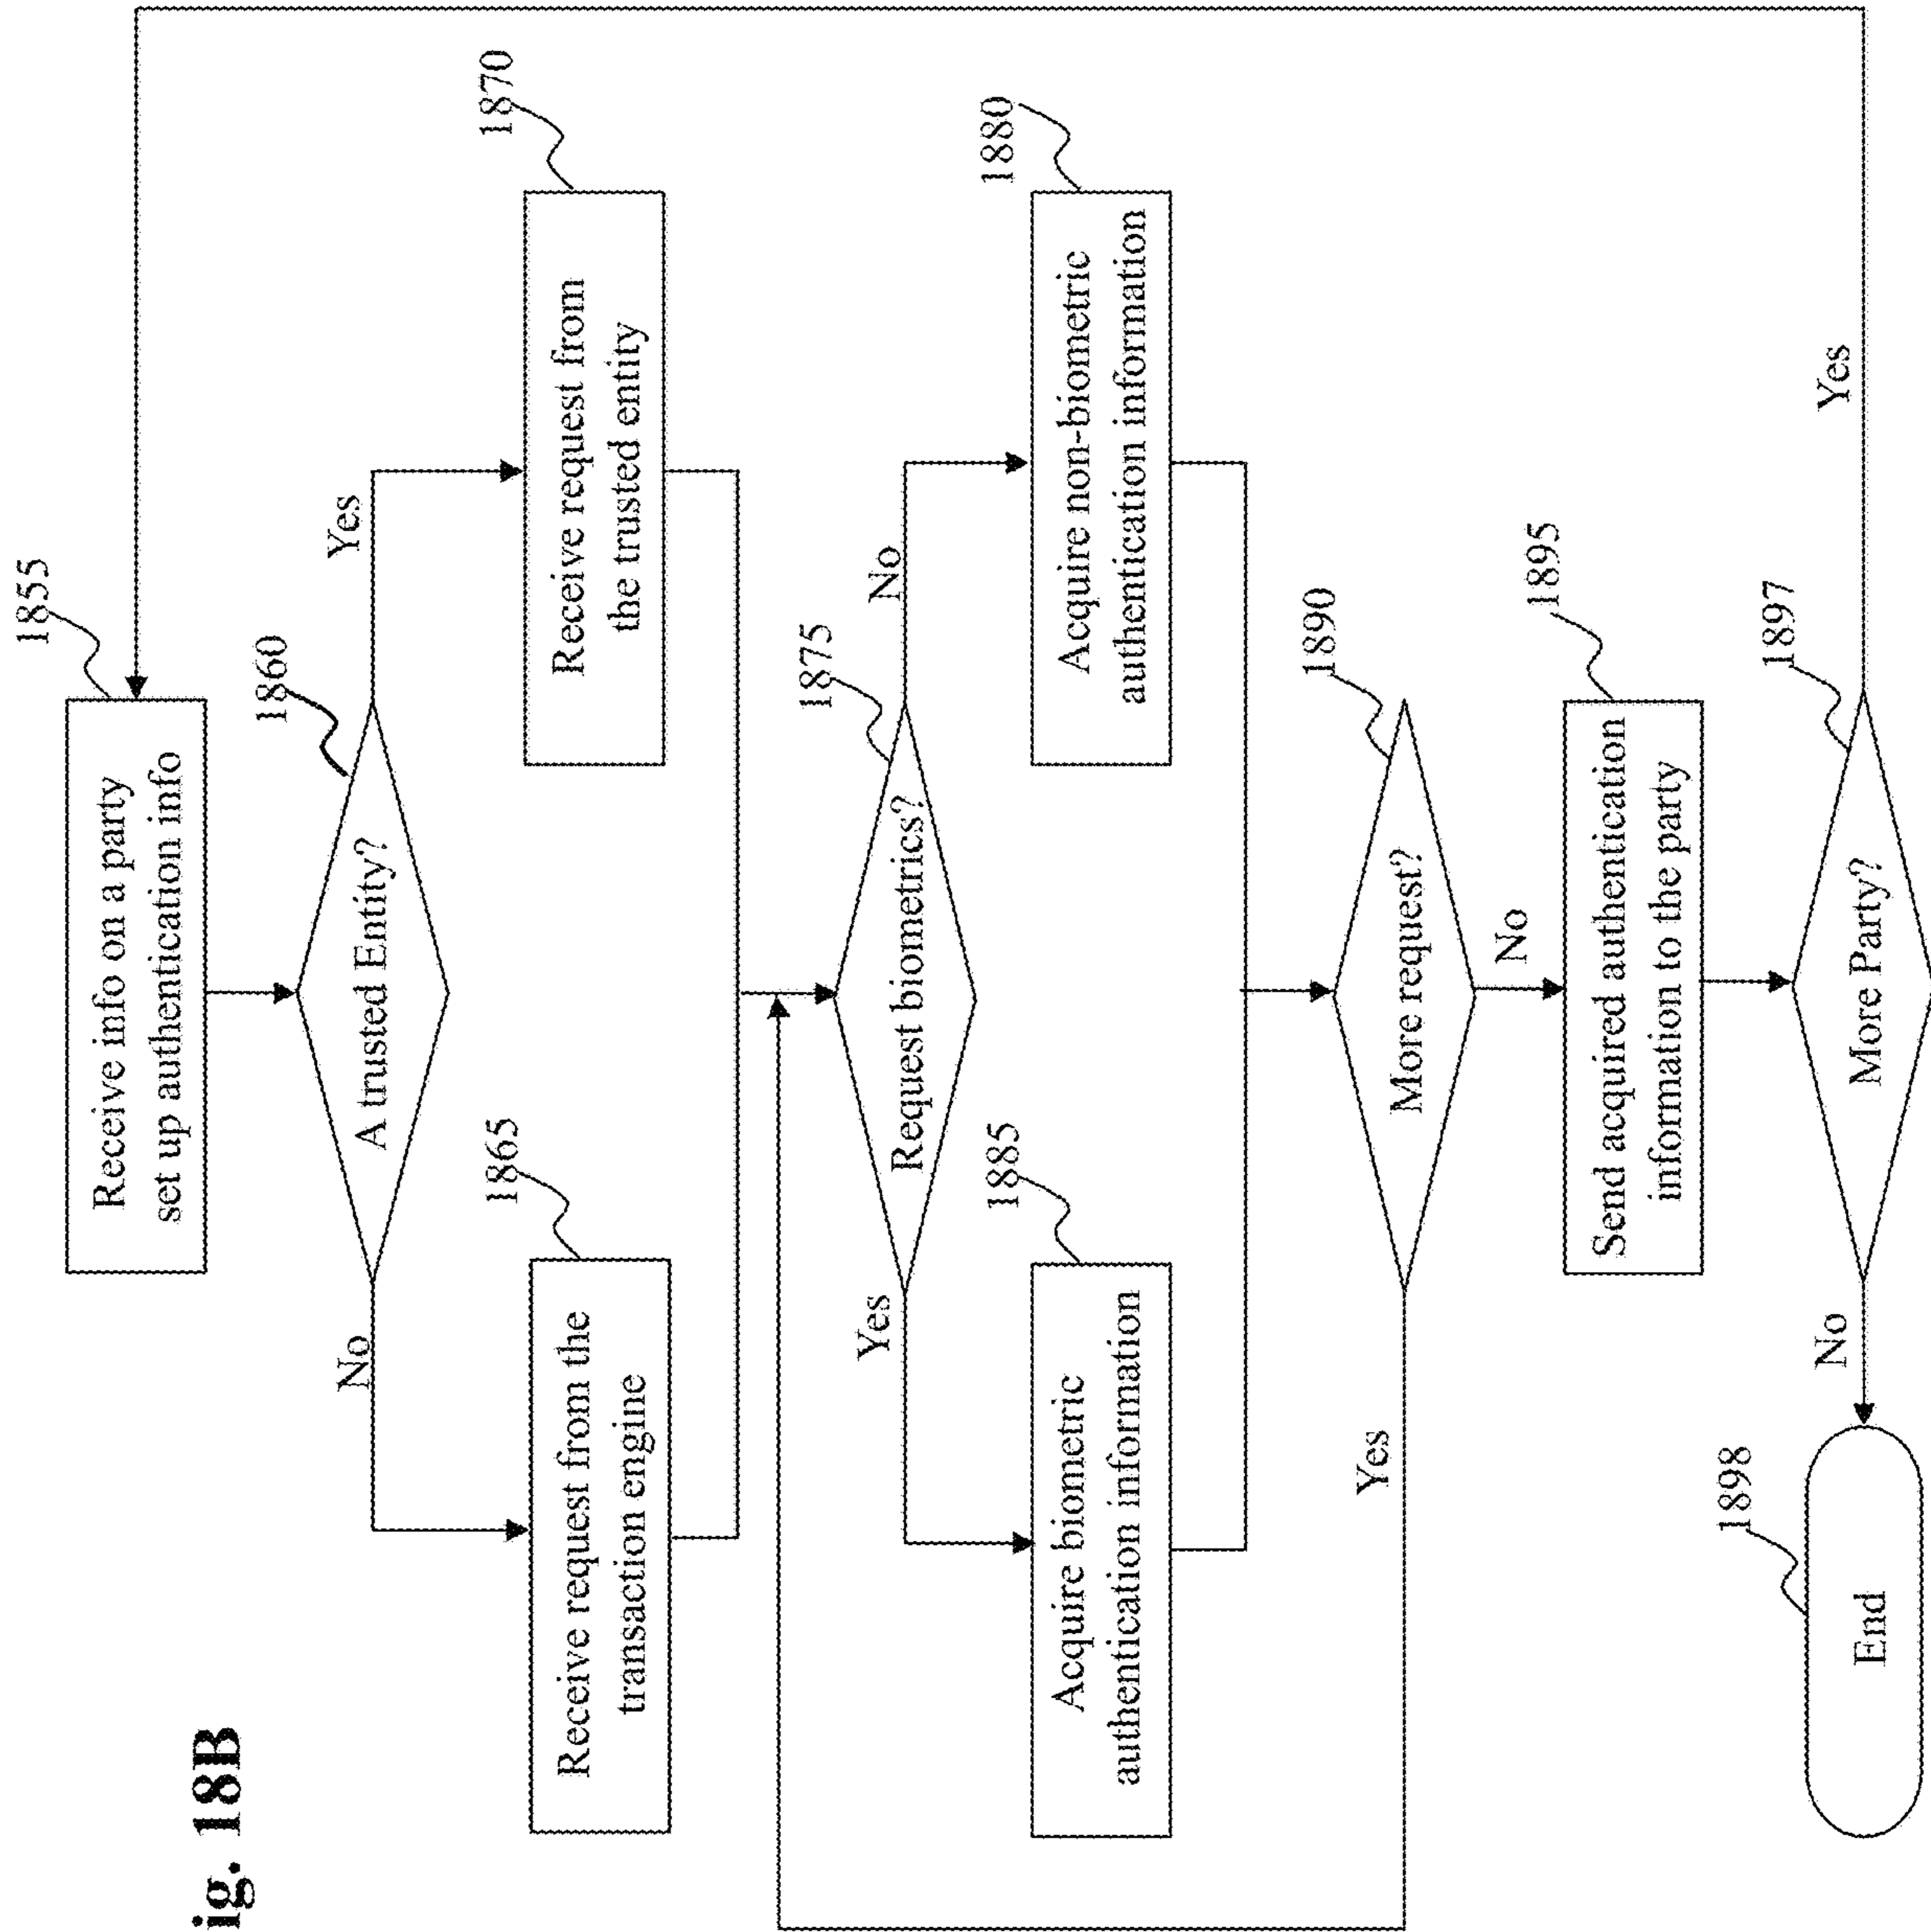 ig. 18B
1855
Receive info on a party
set up authentication info
1860
A trusted Entity?
No
Yes
1865
Receive request from the
transaction engine
1870
Receive request from
the trusted entity
1875
Request biometrics?
Yes
No
1885
Acquire biometric
authentication information
1880
Acquire non-biometric
authentication information
1890
More request?
Yes
No
1895
Send acquired authentication
information to the party
1897
More Party?
No
Yes
1898
End